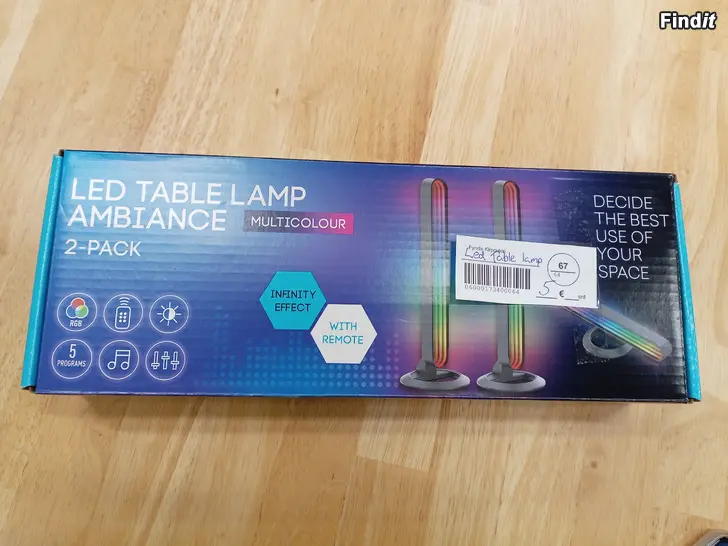 Findit
LED TABLE LAMP
AMBIANCE MULTICOLOUR
2-PACK
INFINITY
EFFECT
WITH
REMOTE
RGB
5
PROGRAMS
Led Table lamp
67
060009173400064
5 €
DECIDE
THE BEST
USE OF
YOUR
SPACE